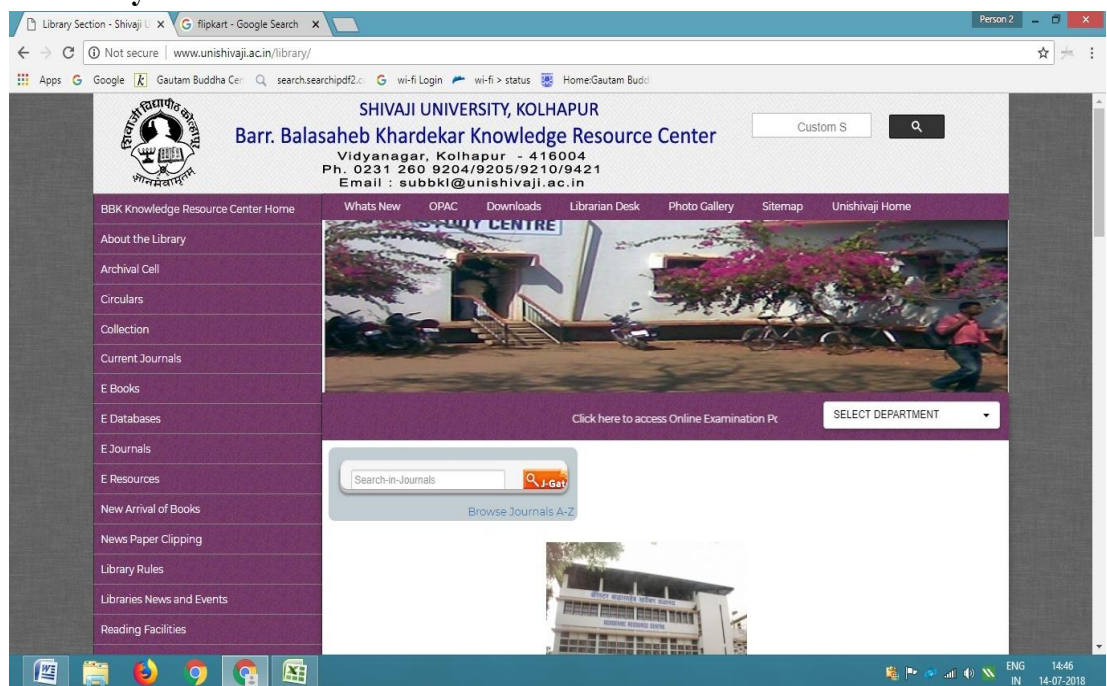 Library Section - Shivaji U
flipkart - Google Search
Person 2
Not secure | www.unishivaji.ac.in/library/
Apps
Google
Gautam Buddha Cen
search.searchipdf2.c
wi-fi Login
wi-fi > status
Home:Gautam Budd
SHIVAJI UNIVERSITY, KOLHAPUR
Barr. Balasaheb Khardekar Knowledge Resource Center
Vidyanagar, Kolhapur - 416004
Ph. 0231 260 9204/9205/9210/9421
Email : subbkl@unishivaji.ac.in
Custom S
शिवाजी विद्यापीठ कोल्हापूर
ज्ञानमेवामृतम्
BBK Knowledge Resource Center Home
Whats New
OPAC
Downloads
Librarian Desk
Photo Gallery
Sitemap
Unishivaji Home
About the Library
Archival Cell
Circulars
Collection
Current Journals
E Books
E Databases
E Journals
E Resources
New Arrival of Books
News Paper Clipping
Library Rules
Libraries News and Events
Reading Facilities
STUDY CENTRE
Click here to access Online Examination Po
SELECT DEPARTMENT
Search-in-Journals
J-Gat
Browse Journals A-Z
ENG
IN
14:46
14-07-2018